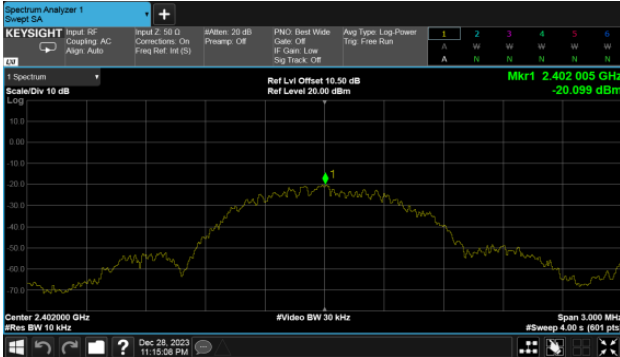 Spectrum Analyzer 1
Swept SA
KEYSIGHT
LXI
Input: RF
Coupling: AC
Align: Auto
Input Z: 50 Ω
Corrections: On
Freq Ref: Int (S)
#Atten: 20 dB
Preamp: Off
PNO: Best Wide
Gate: Off
IF Gain: Low
Sig Track: Off
Avg Type: Log-Power
Trig: Free Run
1 2 3 4 5 6
A W W W W W
A N N N N N
1 Spectrum
Scale/Div 10 dB
Log
Ref Lvl Offset 10.50 dB
Ref Level 20.00 dBm
Mkr1 2.402 005 GHz
-20.099 dBm
10.0
0.00
-10.0
-20.0
-30.0
-40.0
-50.0
-60.0
-70.0
1
Center 2.402000 GHz
#Res BW 10 kHz
#Video BW 30 kHz
Span 3.000 MHz
#Sweep 4.00 s (601 pts
?
Dec 28, 2023
11:15:08 PM